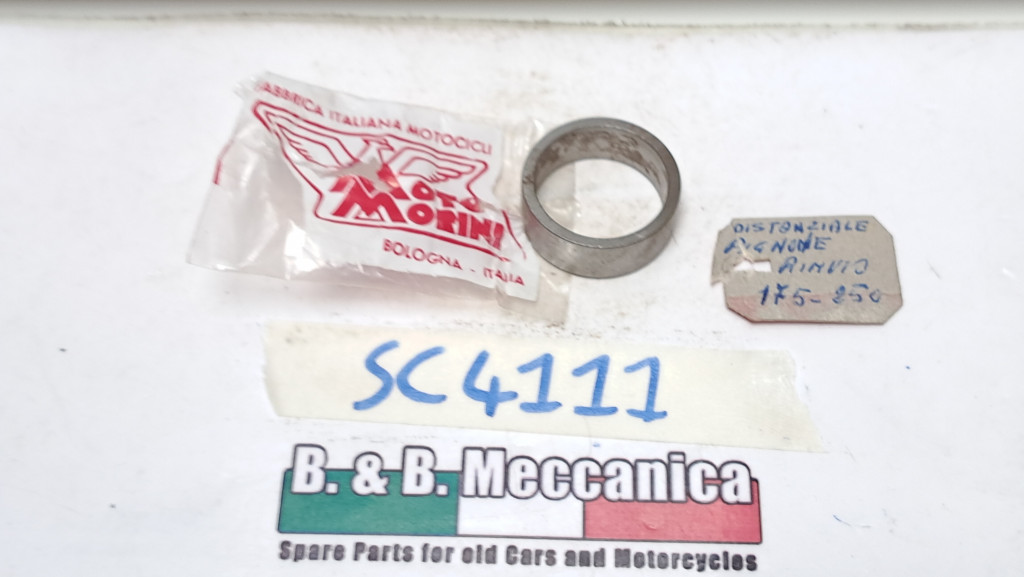 FABBRICA ITALIANA MOTOCICLI
MOTO
MORINI
BOLOGNA - ITALIA
DISTANZIALE
PIGNONE
RINVIO
175-250
SC4111
B. & B. Meccanica
Spare Parts for old Cars and Motorcycles